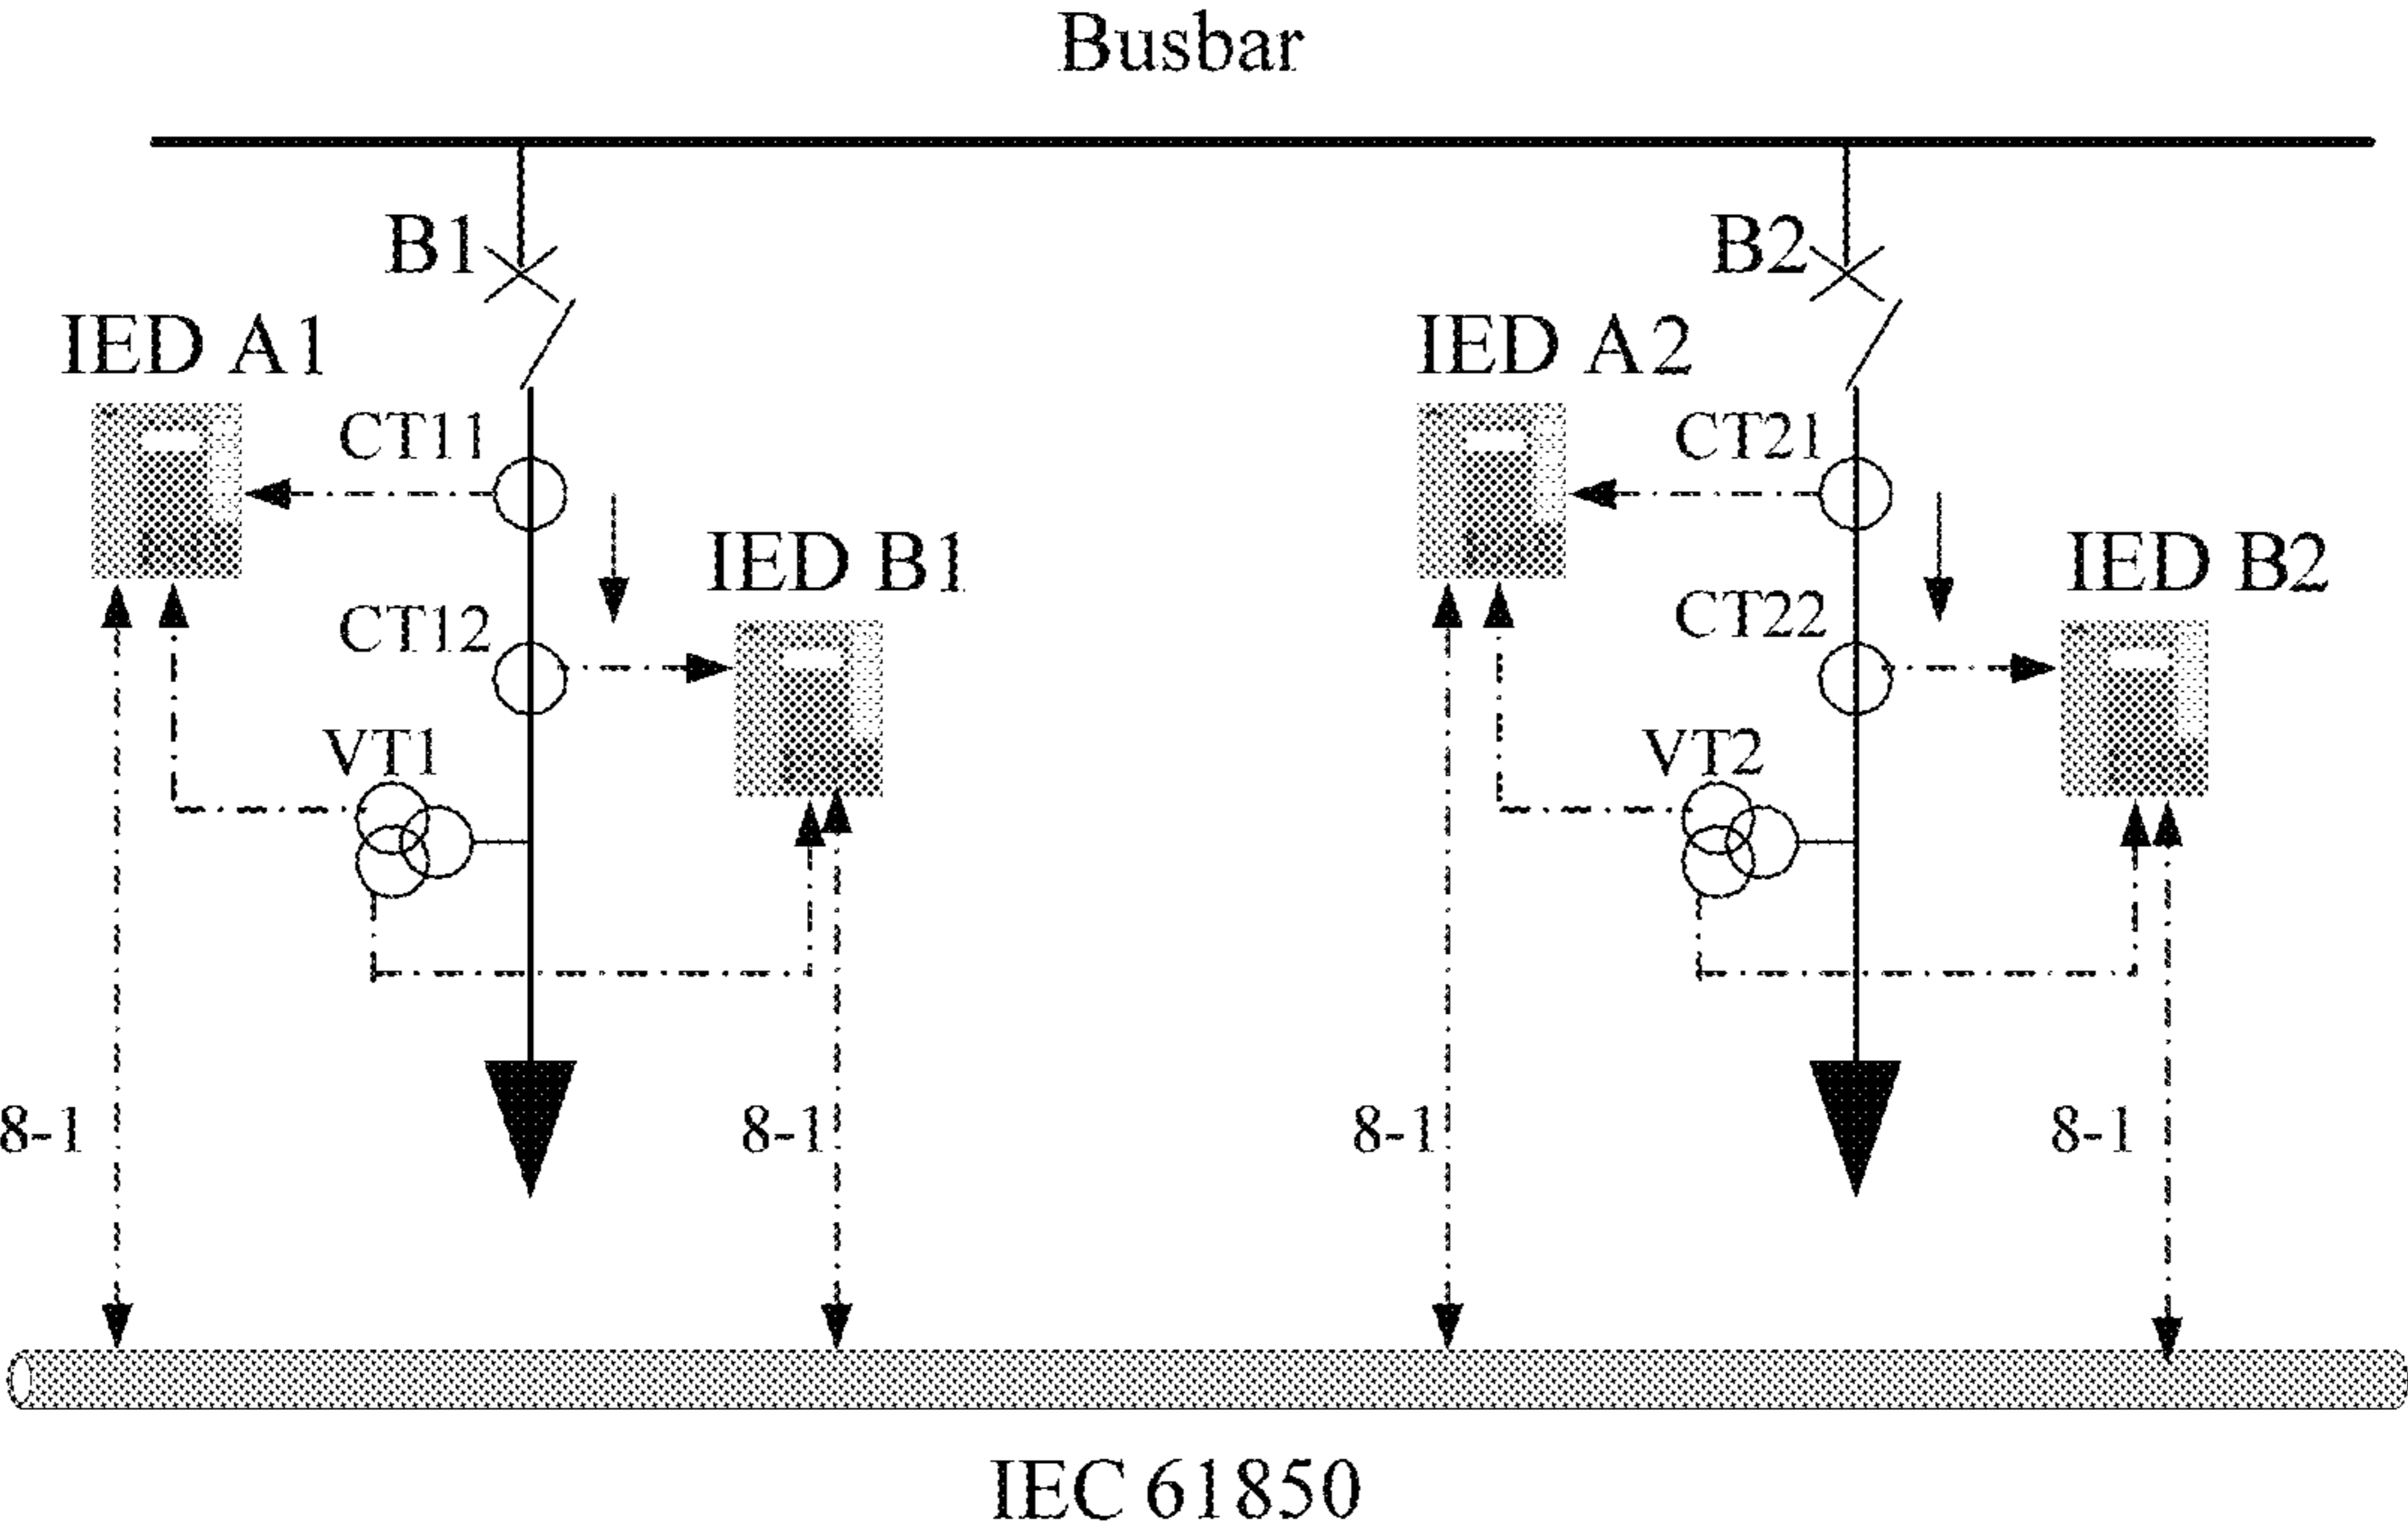 Busbar
B1
B2
IED A1
IED A2
CT11
CT21
IED B1
IED B2
CT12
CT22
VT1
VT2
8-1
8-1
8-1
8-1
IEC 61850